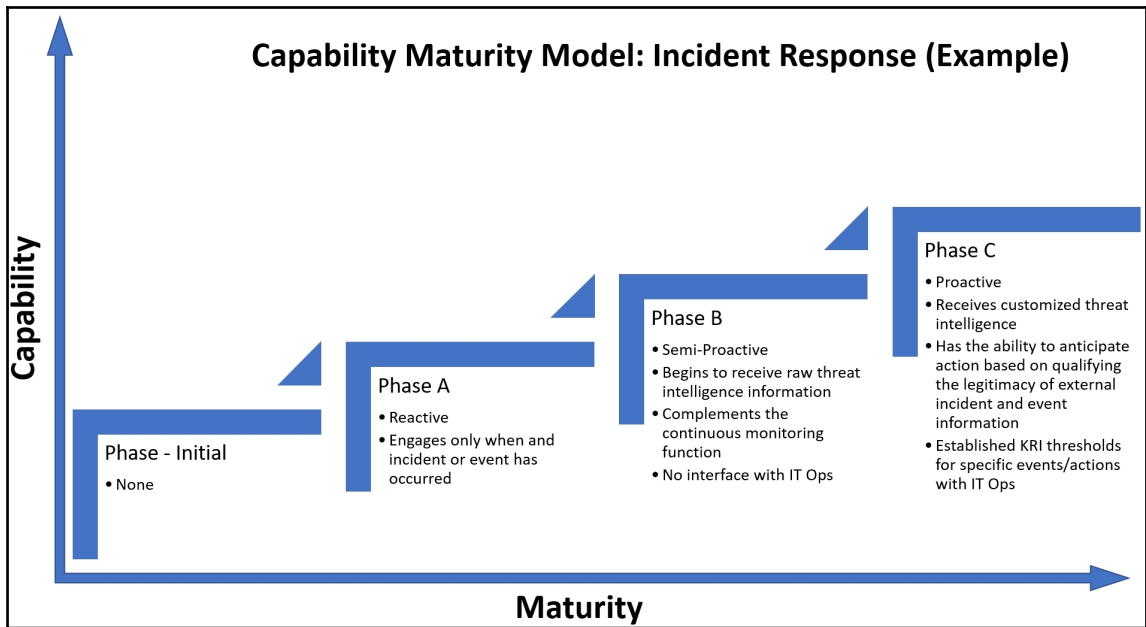 Capability Maturity Model: Incident Response (Example)
Capability
Phase - Initial
• None
Phase A
• Reactive
• Engages only when and
incident or event has
occurred
Phase B
• Semi-Proactive
• Begins to receive raw threat
intelligence information
• Complements the
continuous monitoring
function
• No interface with IT Ops
Phase C
• Proactive
• Receives customized threat
intelligence
• Has the ability to anticipate
action based on qualifying
the legitimacy of external
incident and event
information
• Established KRI thresholds
for specific events/actions
with IT Ops
Maturity